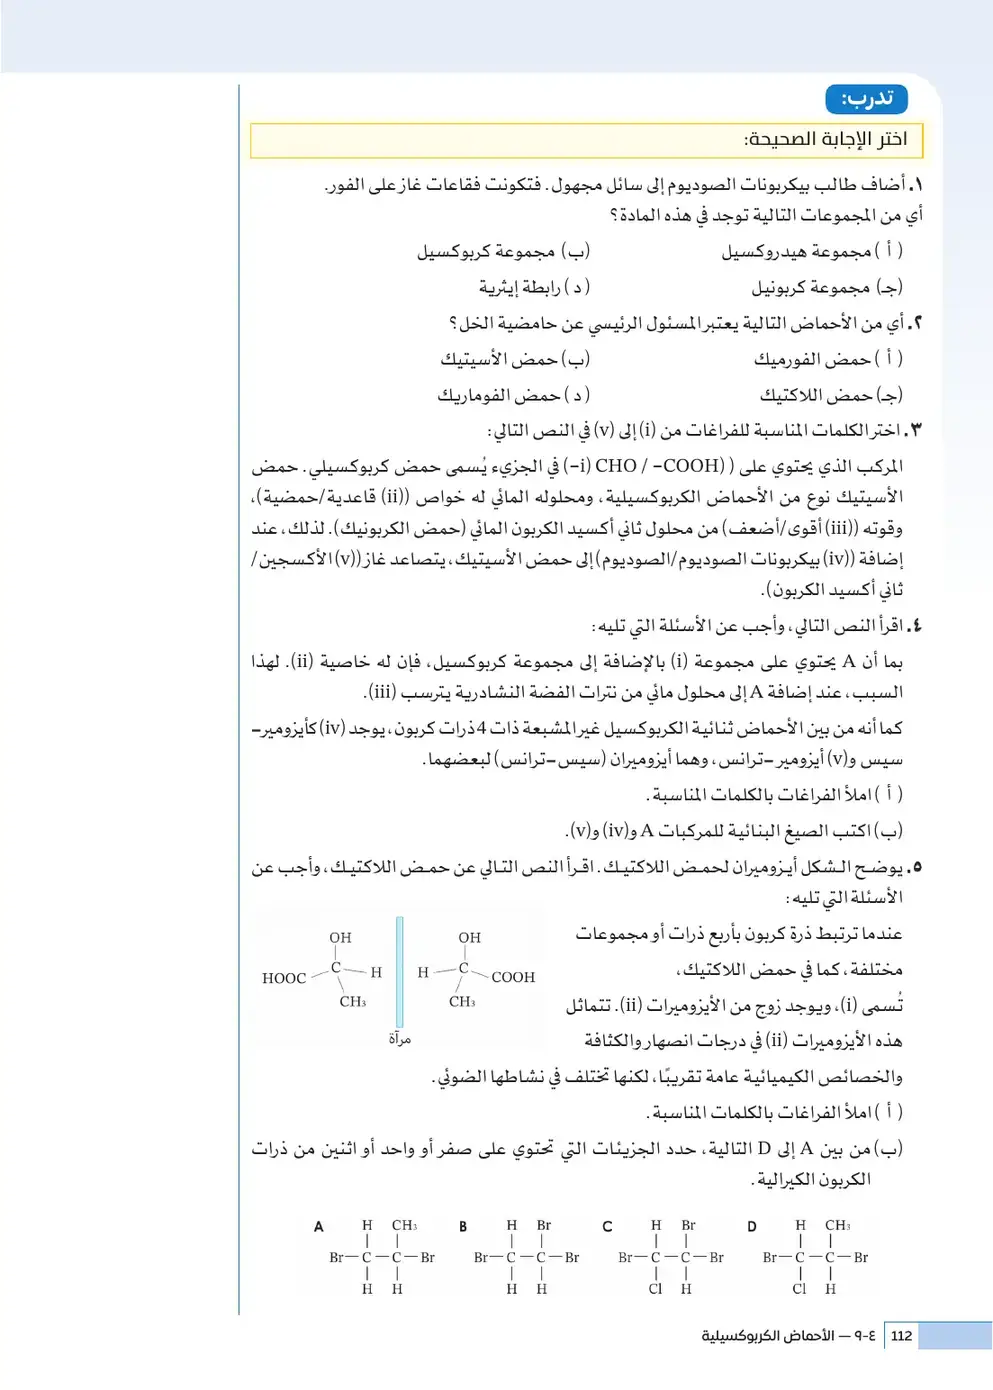 تدرب:
اختر الإجابة الصحيحة:
١. أضاف طالب بيكربونات الصوديوم إلى سائل مجهول. فتكونت فقاعات غاز على الفور.
أي من المجموعات التالية توجد في هذه المادة؟
( أ ) مجموعة هيدروكسيل (ب) مجموعة كربوكسيل
(جـ) مجموعة كربونيل ( د ) رابطة إيثرية
٢. أي من الأحماض التالية يعتبر المسئول الرئيسي عن حامضية الخل؟
( أ ) حمض الفورميك (ب) حمض الأسيتيك
(جـ) حمض اللاكتيك ( د ) حمض الفوماريك
٣. اختر الكلمات المناسبة للفراغات من (i) إلى (v) في النص التالي:
المركب الذي يحتوي على ( (i) CHO / −COOH−) في الجزيء يُسمى حمض كربوكسيلي. حمض
الأسيتيك نوع من الأحماض الكربوكسيلية، ومحلوله المائي له خواص ((ii) قاعدية/حمضية)،
وقوته ((iii) أقوى/أضعف) من محلول ثاني أكسيد الكربون المائي (حمض الكربونيك). لذلك، عند
إضافة ((iv) بيكربونات الصوديوم/الصوديوم) إلى حمض الأسيتيك، يتصاعد غاز ((v) الأكسجين/
ثاني أكسيد الكربون).
٤. اقرأ النص التالي، وأجب عن الأسئلة التي تليه:
بما أن A يحتوي على مجموعة (i) بالإضافة إلى مجموعة كربوكسيل، فإن له خاصية (ii). لهذا
السبب، عند إضافة A إلى محلول مائي من نترات الفضة النشادرية يترسب (iii).
كما أنه من بين الأحماض ثنائية الكربوكسيل غير المشبعة ذات 4 ذرات كربون، يوجد (iv) كأيزومير−
سيس و(v) أيزومير −ترانس، وهما أيزوميران (سيس−ترانس) لبعضهما.
( أ ) املأ الفراغات بالكلمات المناسبة.
(ب) اكتب الصيغ البنائية للمركبات A و(iv) و(v).
٥. يوضح الشكل أيزوميران لحمض اللاكتيك. اقرأ النص التالي عن حمض اللاكتيك، وأجب عن
الأسئلة التي تليه:
عندما ترتبط ذرة كربون بأربع ذرات أو مجموعات
مختلفة، كما في حمض اللاكتيك،
تُسمى (i)، ويوجد زوج من الأيزوميرات (ii). تتماثل
هذه الأيزوميرات (ii) في درجات انصهار والكثافة
والخصائص الكيميائية عامة تقريبًا، لكنها تختلف في نشاطها الضوئي.
OH OH
HOOC C H H C COOH
CH3 CH3
مرآة
( أ ) املأ الفراغات بالكلمات المناسبة.
(ب) من بين A إلى D التالية، حدد الجزيئات التي تحتوي على صفر أو واحد أو اثنين من ذرات
الكربون الكيرالية.
A H CH3 B H Br C H Br D H CH3
Br—C—C—Br Br—C—C—Br Br—C—C—Br Br—C—C—Br
H H H H Cl H Cl H
112 ٤-٩ — الأحماض الكربوكسيلية